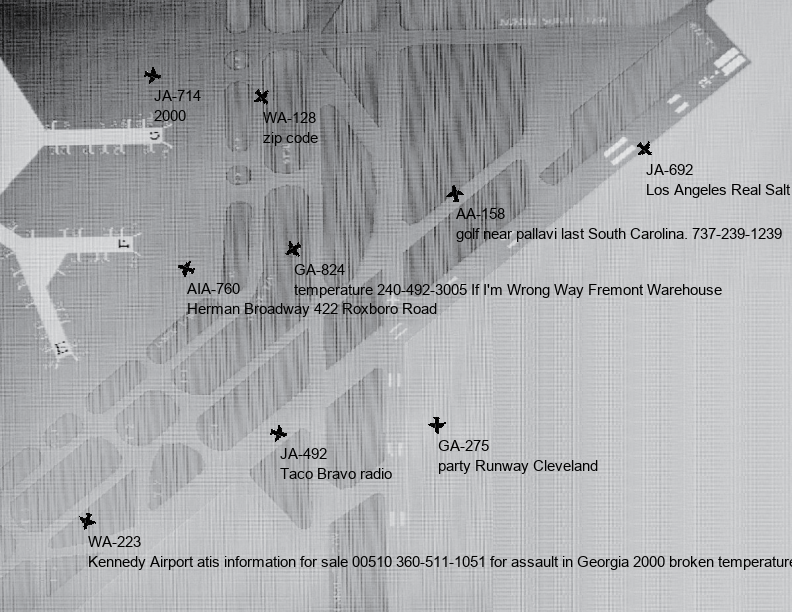 JA-714
2000
WA-128
zip code
JA-692
Los Angeles Real Salt
AA-158
golf near pallavi last South Carolina. 737-239-1239
GA-824
temperature 240-492-3005 If I'm Wrong Way Fremont Warehouse
AIA-760
Herman Broadway 422 Roxboro Road
JA-492
Taco Bravo radio
GA-275
party Runway Cleveland
WA-223
Kennedy Airport atis information for sale 00510 360-511-1051 for assault in Georgia 2000 broken temperature